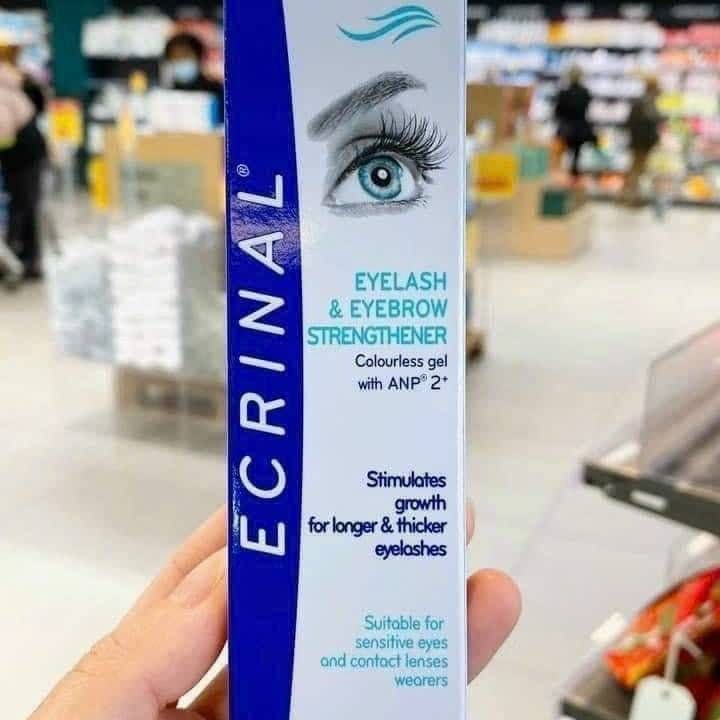 ECRINAL®
EYELASH
& EYEBROW
STRENGTHENER
Colourless gel
with ANP® 2+
Stimulates
growth
for longer & thicker
eyelashes
Suitable for
sensitive eyes
and contact lenses
wearers